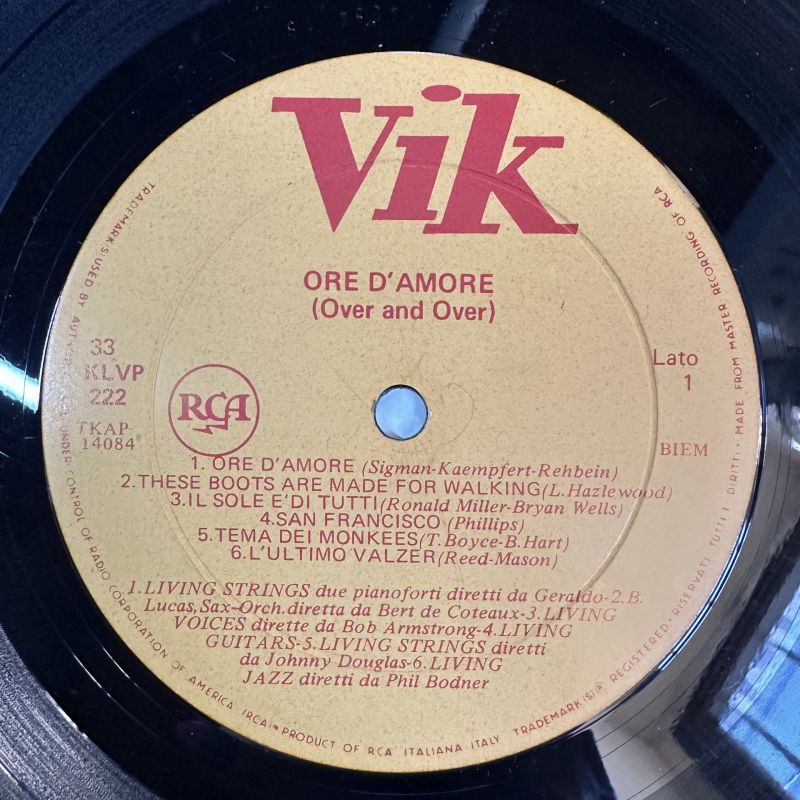 Vik
ORE D'AMORE
(Over and Over)
33
KLVP
222
TKAP
14084
RCA
Lato
1
BIEM
1. ORE D'AMORE (Sigman-Kaempfert-Rehbein)
2. THESE BOOTS ARE MADE FOR WALKING (L. Hazlewood)
3. IL SOLE E' DI TUTTI (Ronald Miller-Bryan Wells)
4. SAN FRANCISCO (Phillips)
5. TEMA DEI MONKEES (T. Boyce-B. Hart)
6. L'ULTIMO VALZER (Reed-Mason)
1. LIVING STRINGS due pianoforti diretti da Geraldo-2. B.
Lucas, Sax-Orch. diretta da Bert de Coteaux-3. LIVING
VOICES dirette da Bob Armstrong-4. LIVING
GUITARS-5. LIVING STRINGS diretti
da Johnny Douglas-6. LIVING
JAZZ diretti da Phil Bodner
TRADEMARK(S) USED BY UNDER CONTROL OF RADIO CORPORATION OF AMERICA (RCA)-PRODUCT OF RCA ITALIANA ITALY TRADEMARK(S)® REGISTERED-RISERVATI TUTTI I DIRITTI-MADE FROM MASTER RECORDING OF RCA